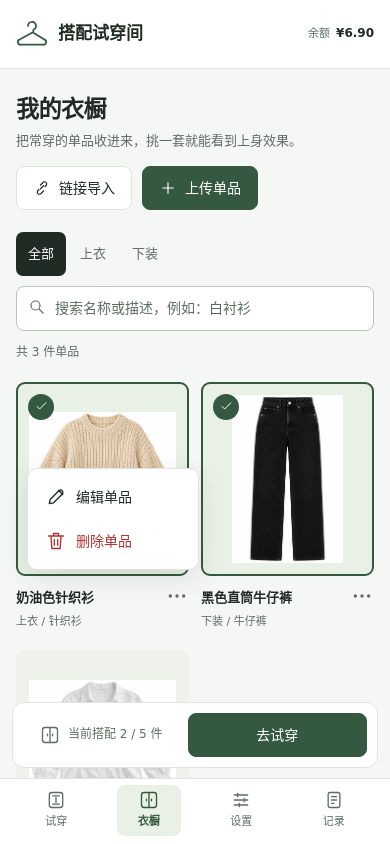 搭配试穿间
余额 ¥6.90
我的衣橱
把常穿的单品收进来，挑一套就能看到上身效果。
链接导入
上传单品
全部 上衣 下装
搜索名称或描述，例如：白衬衫
共 3 件单品
编辑单品
删除单品
奶油色针织衫
上衣 / 针织衫
黑色直筒牛仔裤
下装 / 牛仔裤
当前搭配 2 / 5 件
去试穿
试穿 衣橱 设置 记录